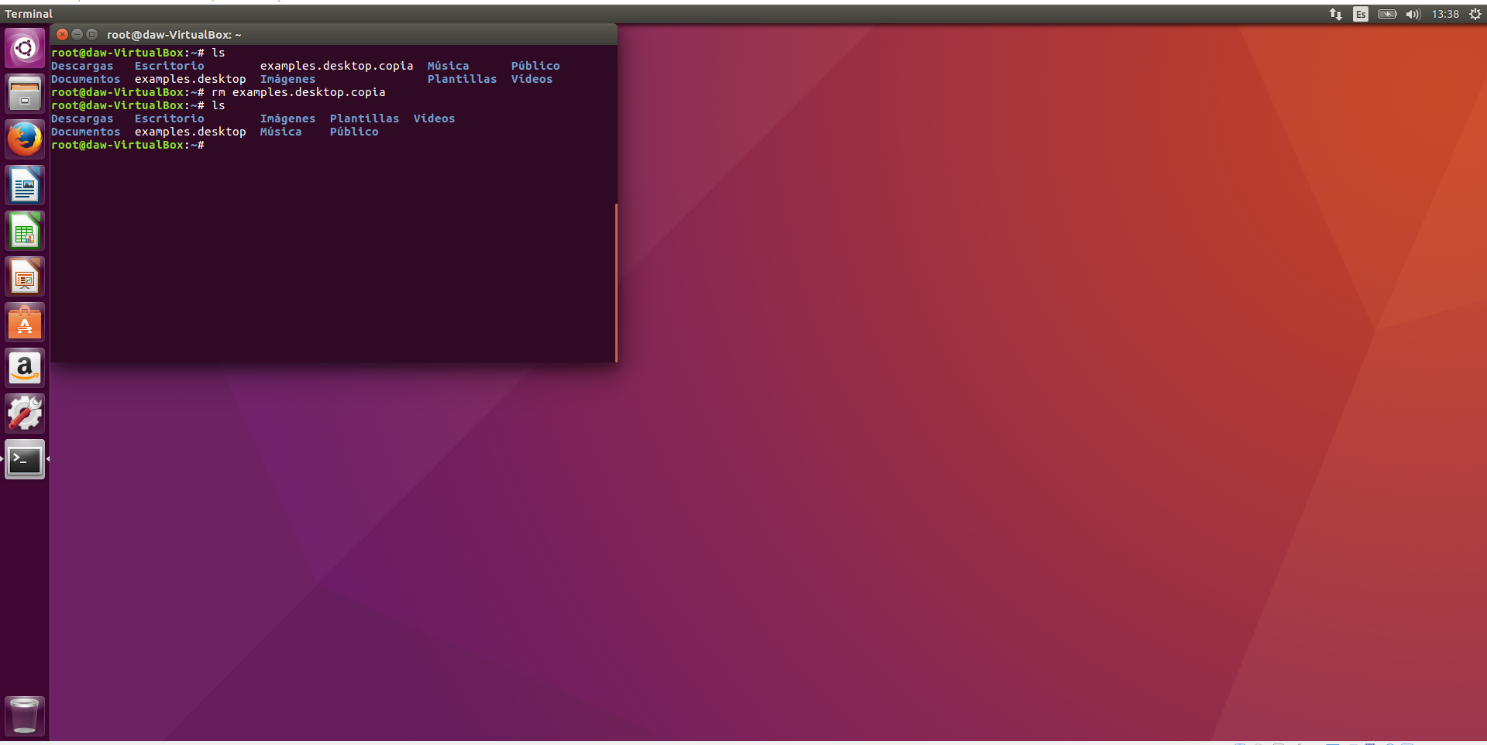 Terminal
Es
13:38
root@daw-VirtualBox: ~
root@daw-VirtualBox:~# ls
Descargas Escritorio examples.desktop.copia Música Público
Documentos examples.desktop Imágenes Plantillas Vídeos
root@daw-VirtualBox:~# rm examples.desktop.copia
root@daw-VirtualBox:~# ls
Descargas Escritorio Imágenes Plantillas Vídeos
Documentos examples.desktop Música Público
root@daw-VirtualBox:~#